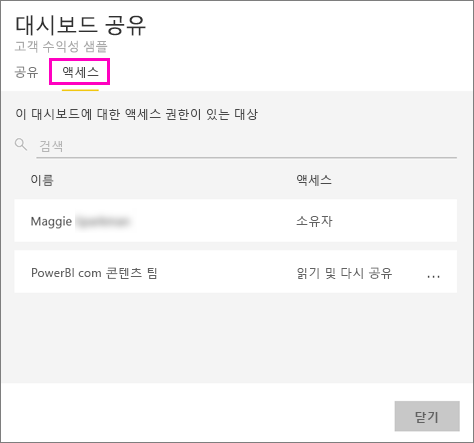 대시보드 공유
고객 수익성 샘플
공유 액세스
이 대시보드에 대한 액세스 권한이 있는 대상
검색
이름 액세스
Maggie 소유자
PowerBI com 콘텐츠 팀 읽기 및 다시 공유 ...
닫기